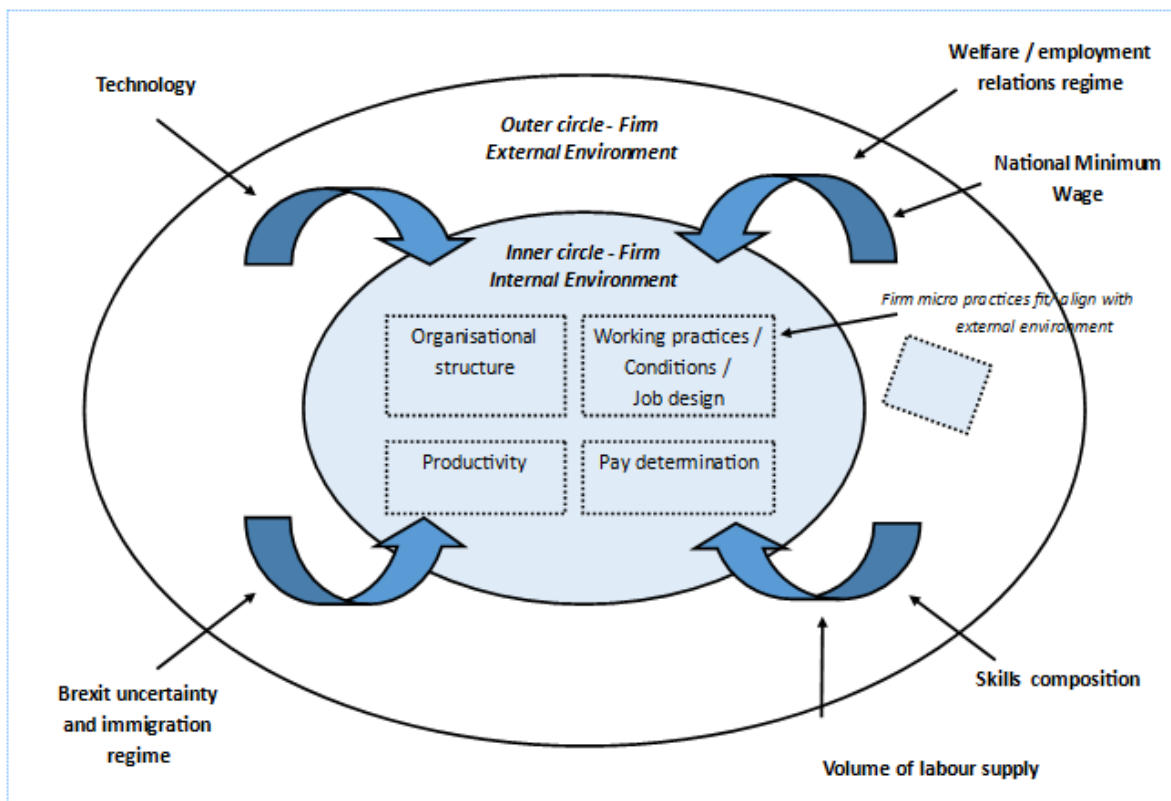 Technology
Welfare / employment
relations regime
Outer circle - Firm
External Environment
National Minimum
Wage
Inner circle - Firm
Internal Environment
Firm micro practices fit/ align with
external environment
Organisational
structure
Working practices /
Conditions /
Job design
Productivity
Pay determination
Brexit uncertainty
and immigration
regime
Skills composition
Volume of labour supply